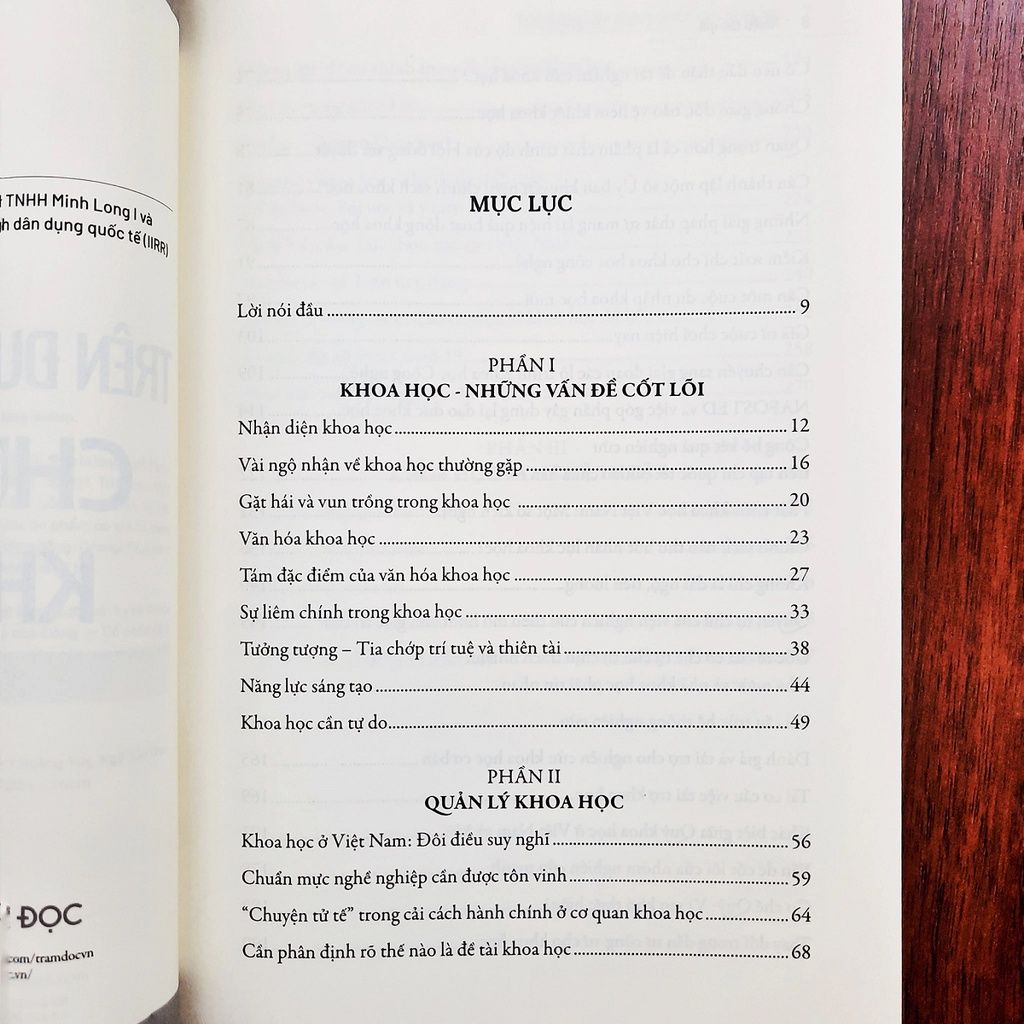 TNHH Minh Long I và
dân dụng quốc tế (IIRR)
ĐỌC
.com/tramdocvn
.vn/
MỤC LỤC
Lời nói đầu ........ 9
PHẦN I
KHOA HỌC - NHỮNG VẤN ĐỀ CỐT LÕI
Nhận diện khoa học ........ 12
Vài ngộ nhận về khoa học thường gặp ........ 16
Gặt hái và vun trồng trong khoa học ........ 20
Văn hóa khoa học ........ 23
Tám đặc điểm của văn hóa khoa học ........ 27
Sự liêm chính trong khoa học ........ 33
Tưởng tượng – Tia chớp trí tuệ và thiên tài ........ 38
Năng lực sáng tạo ........ 44
Khoa học cần tự do ........ 49
PHẦN II
QUẢN LÝ KHOA HỌC
Khoa học ở Việt Nam: Đôi điều suy nghĩ ........ 56
Chuẩn mực nghề nghiệp cần được tôn vinh ........ 59
“Chuyện tử tế” trong cải cách hành chính ở cơ quan khoa học ........ 64
Cần phân định rõ thế nào là đề tài khoa học ........ 68